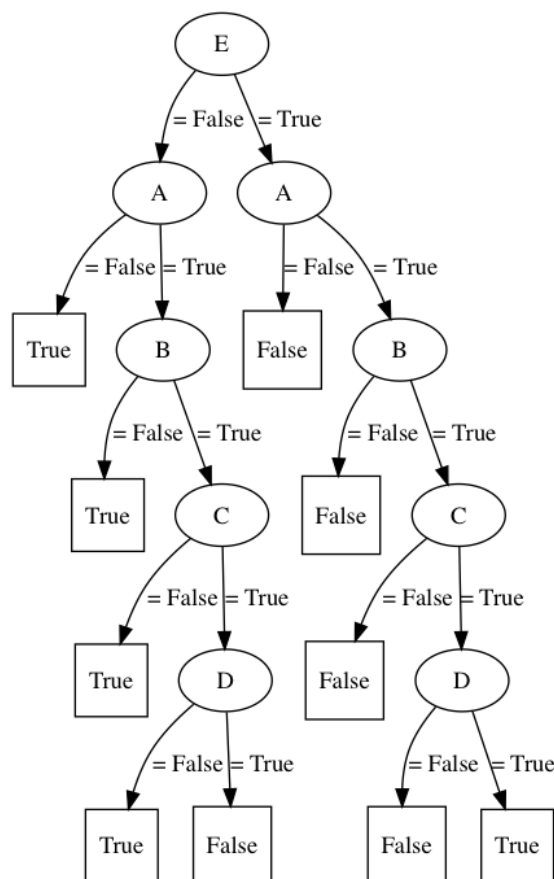 E
= False = True
A A
= False = True = False = True
True B False B
= False = True = False = True
True C False C
= False = True = False = True
True D False D
= False = True = False = True
True False False True